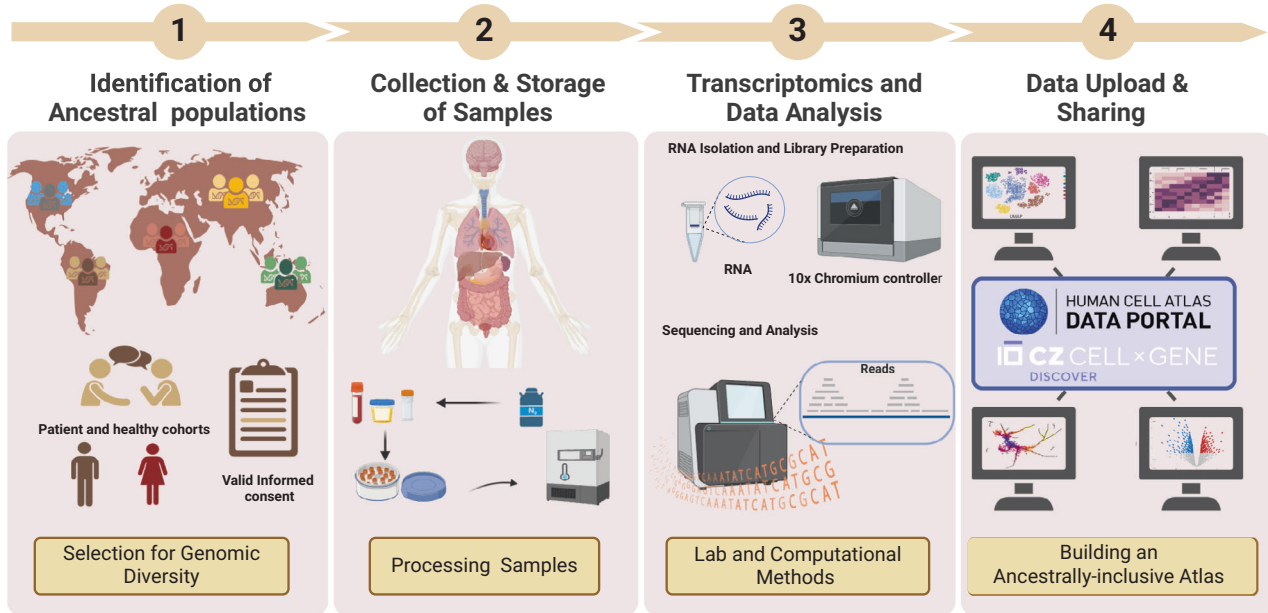 1
2
3
4
Identification of
Ancestral populations
Collection & Storage
of Samples
Transcriptomics and
Data Analysis
Data Upload &
Sharing
Patient and healthy cohorts
Valid Informed
consent
Selection for Genomic
Diversity
N₂
Processing Samples
RNA Isolation and Library Preparation
RNA
10x Chromium controller
Sequencing and Analysis
Reads
Lab and Computational
Methods
UMAP
HUMAN CELL ATLAS
DATA PORTAL
CZ CELL×GENE
DISCOVER
Building an
Ancestrally-inclusive Atlas